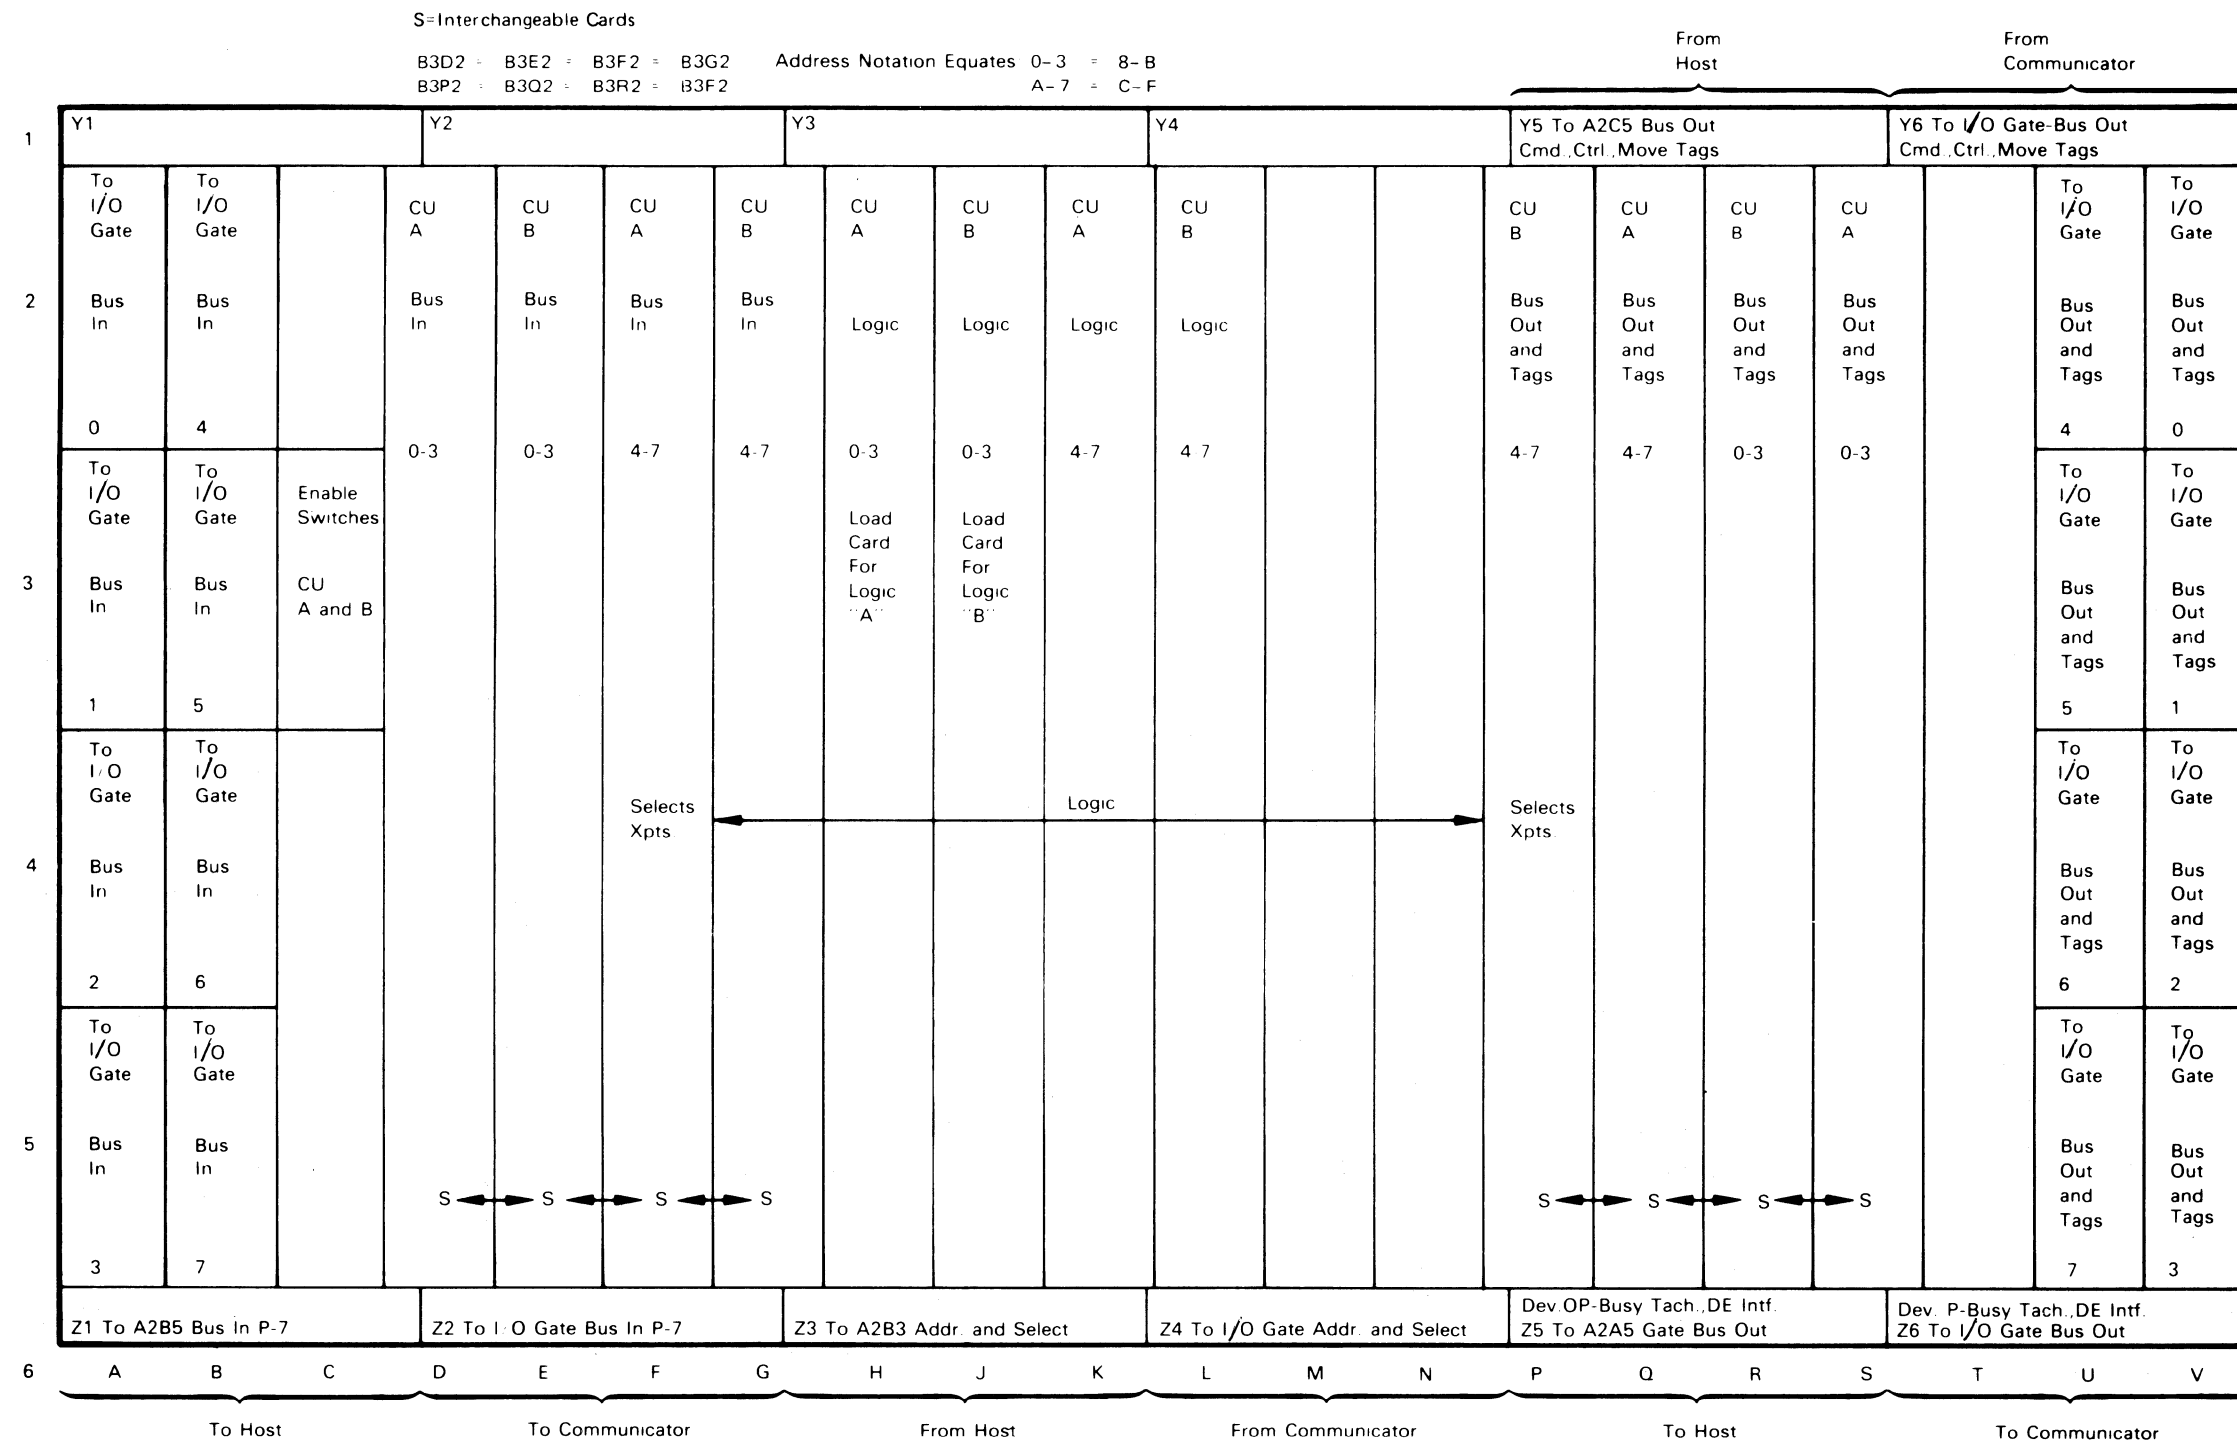 S=Interchangeable Cards
B3D2 = B3E2 = B3F2 = B3G2 Address Notation Equates 0-3 = 8-B
B3P2 = B3Q2 = B3R2 = B3F2 A-7 = C-F
From
Host
From
Communicator
1
Y1
Y2
Y3
Y4
Y5 To A2C5 Bus Out
Cmd.,Ctrl.,Move Tags
Y6 To I/O Gate-Bus Out
Cmd.,Ctrl.,Move Tags
2
To
I/O
Gate
Bus
In
0
To
I/O
Gate
Bus
In
4
CU
A
Bus
In
0-3
CU
B
Bus
In
0-3
CU
A
Bus
In
4-7
CU
B
Bus
In
4-7
CU
A
Logic
0-3
CU
B
Logic
0-3
CU
A
Logic
4-7
CU
B
Logic
4-7
CU
B
Bus
Out
and
Tags
4-7
CU
A
Bus
Out
and
Tags
4-7
CU
B
Bus
Out
and
Tags
0-3
CU
A
Bus
Out
and
Tags
0-3
To
I/O
Gate
Bus
Out
and
Tags
4
To
I/O
Gate
Bus
Out
and
Tags
0
3
To
I/O
Gate
Bus
In
1
To
I/O
Gate
Bus
In
5
Enable
Switches
CU
A and B
Load
Card
For
Logic
"A"
Load
Card
For
Logic
"B"
To
I/O
Gate
Bus
Out
and
Tags
5
To
I/O
Gate
Bus
Out
and
Tags
1
4
To
I/O
Gate
Bus
In
2
To
I/O
Gate
Bus
In
6
Selects
Xpts.
Logic
Selects
Xpts.
To
I/O
Gate
Bus
Out
and
Tags
6
To
I/O
Gate
Bus
Out
and
Tags
2
5
To
I/O
Gate
Bus
In
3
To
I/O
Gate
Bus
In
7
S S S S
S S S S
To
I/O
Gate
Bus
Out
and
Tags
7
To
I/O
Gate
Bus
Out
and
Tags
3
Z1 To A2B5 Bus In P-7
Z2 To I/O Gate Bus In P-7
Z3 To A2B3 Addr. and Select
Z4 To I/O Gate Addr. and Select
Dev.OP-Busy Tach.,DE Intf.
Z5 To A2A5 Gate Bus Out
Dev. P-Busy Tach.,DE Intf.
Z6 To I/O Gate Bus Out
6 A B C D E F G H J K L M N P Q R S T U V
To Host
To Communicator
From Host
From Communicator
To Host
To Communicator